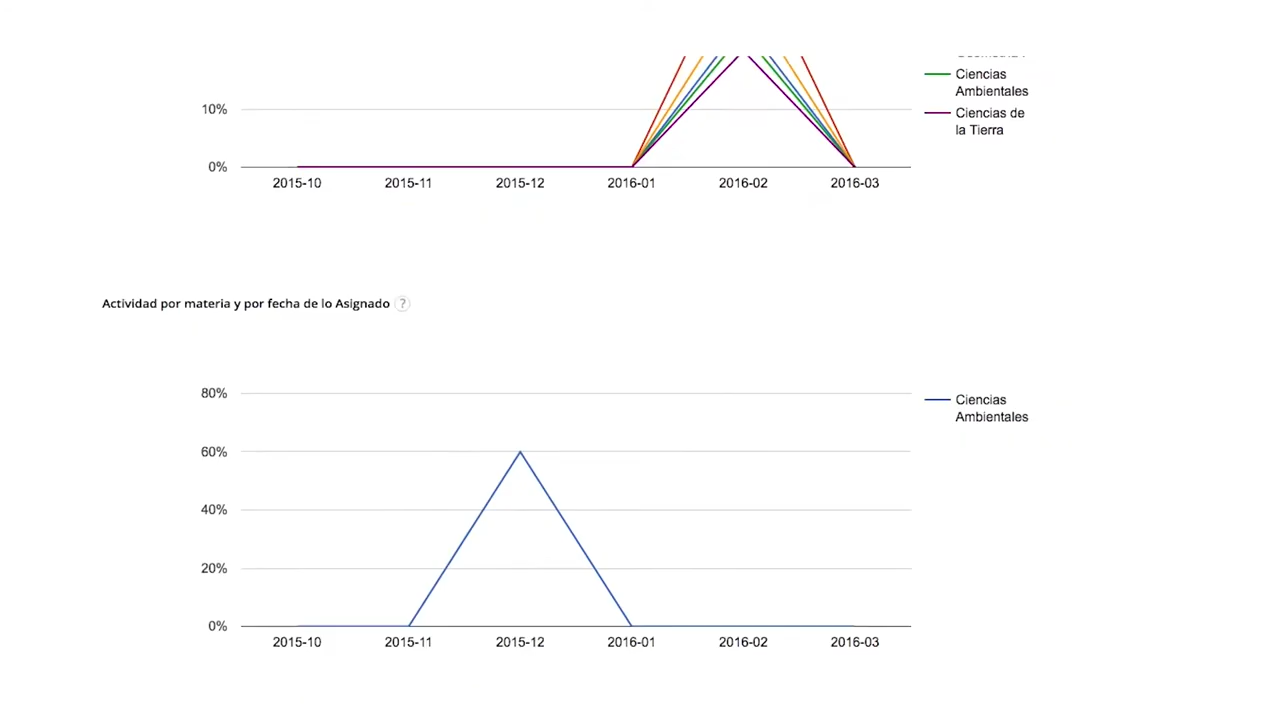 Ciencias
Ambientales
Ciencias de
la Tierra
10%
0%
2015-10 2015-11 2015-12 2016-01 2016-02 2016-03
Actividad por materia y por fecha de lo Asignado ?
80%
60%
40%
20%
0%
Ciencias
Ambientales
2015-10 2015-11 2015-12 2016-01 2016-02 2016-03